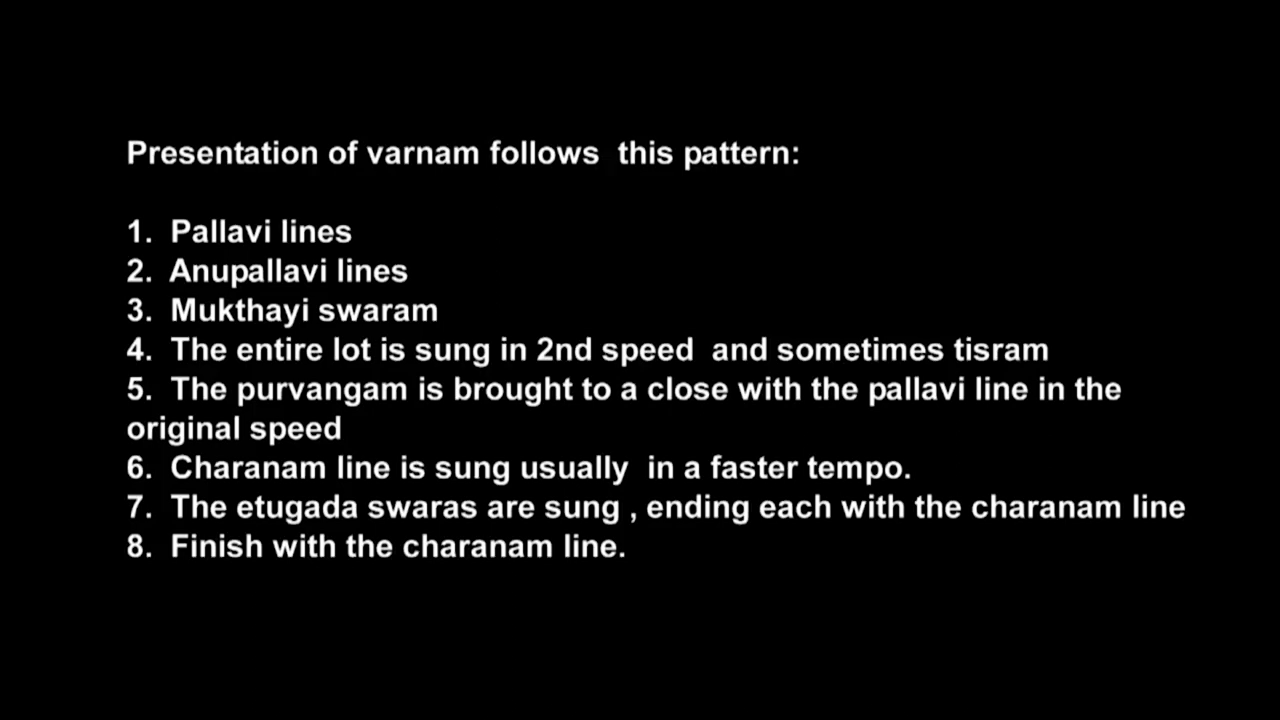 Presentation of varnam follows  this pattern:
1.  Pallavi lines
2.  Anupallavi lines
3.  Mukthayi swaram
4.  The entire lot is sung in 2nd speed  and sometimes tisram
5.  The purvangam is brought to a close with the pallavi line in the
original speed
6.  Charanam line is sung usually  in a faster tempo.
7.  The etugada swaras are sung , ending each with the charanam line
8.  Finish with the charanam line.